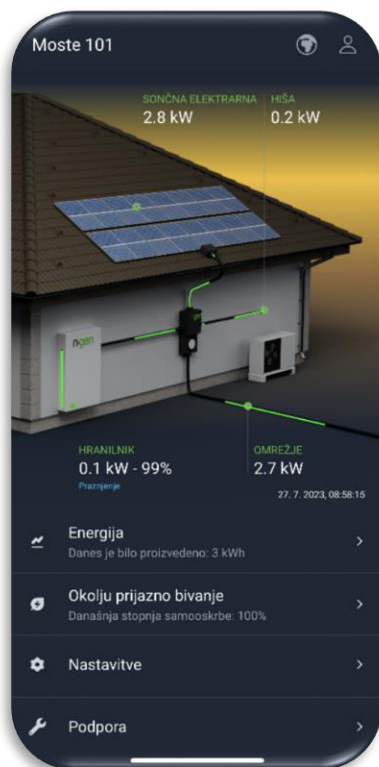 Moste 101
SONČNA ELEKTRARNA
2.8 kW
HIŠA
0.2 kW
n-gen
HRANILNIK
0.1 kW - 99%
Praznjenje
OMREŽJE
2.7 kW
27. 7. 2023, 08:58:15
Energija
Danes je bilo proizvedeno: 3 kWh
Okolju prijazno bivanje
Današnja stopnja samooskrbe: 100%
Nastavitve
Podpora